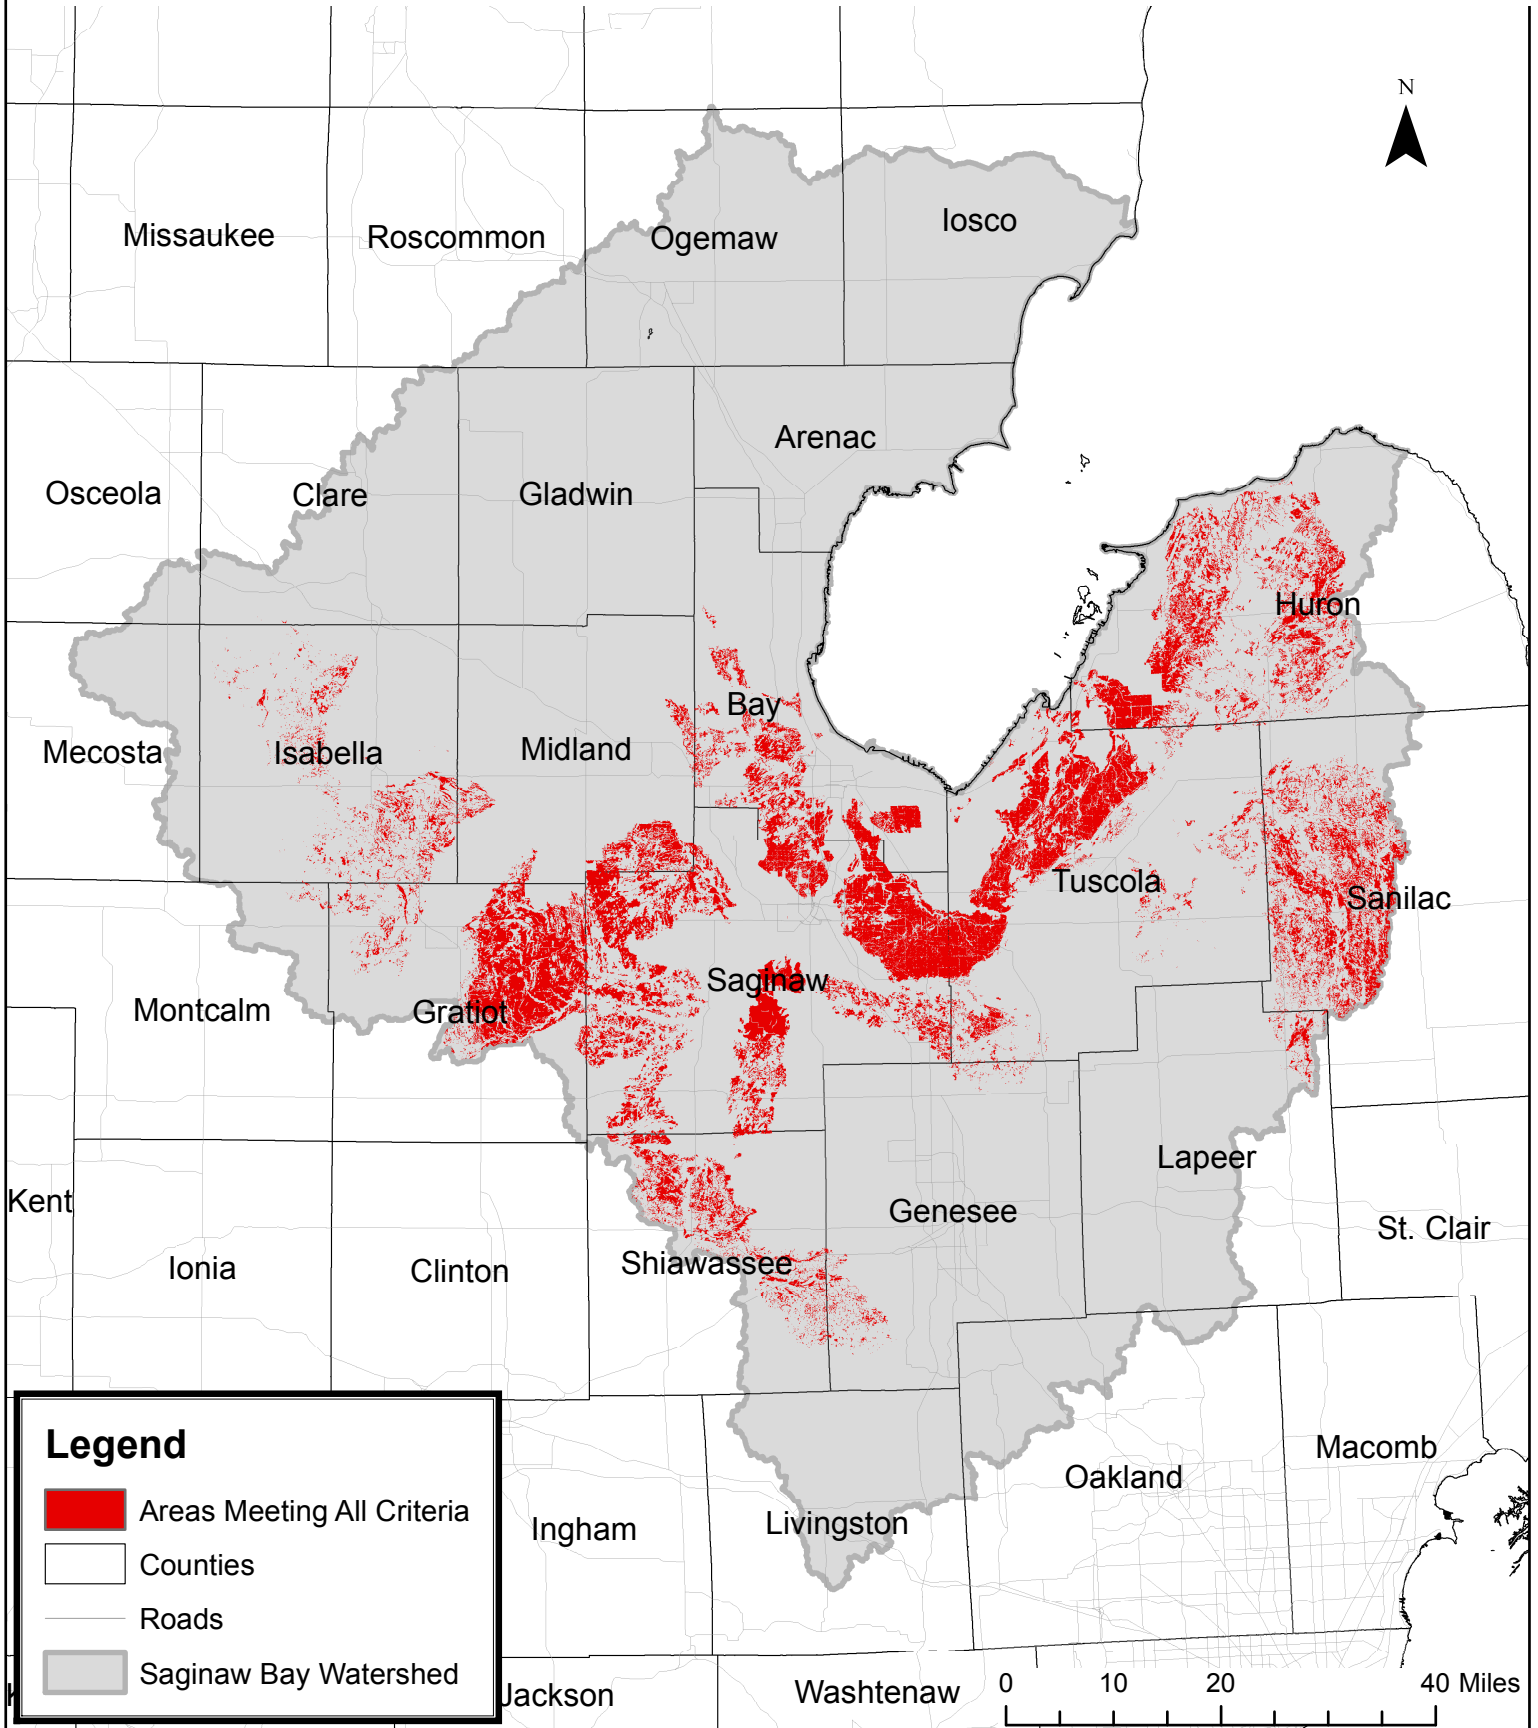 N
Iosco
Missaukee
Roscommon
Ogemaw
Arenac
Osceola
Clare
Gladwin
Huron
Bay
Mecosta
Isabella
Midland
Tuscola
Sanilac
Saginaw
Montcalm
Gratiot
Lapeer
Kent
Genesee
St. Clair
Ionia
Clinton
Shiawassee
Macomb
Oakland
Ingham
Livingston
Jackson
Washtenaw
Legend
Areas Meeting All Criteria
Counties
Roads
Saginaw Bay Watershed
0 10 20 40 Miles